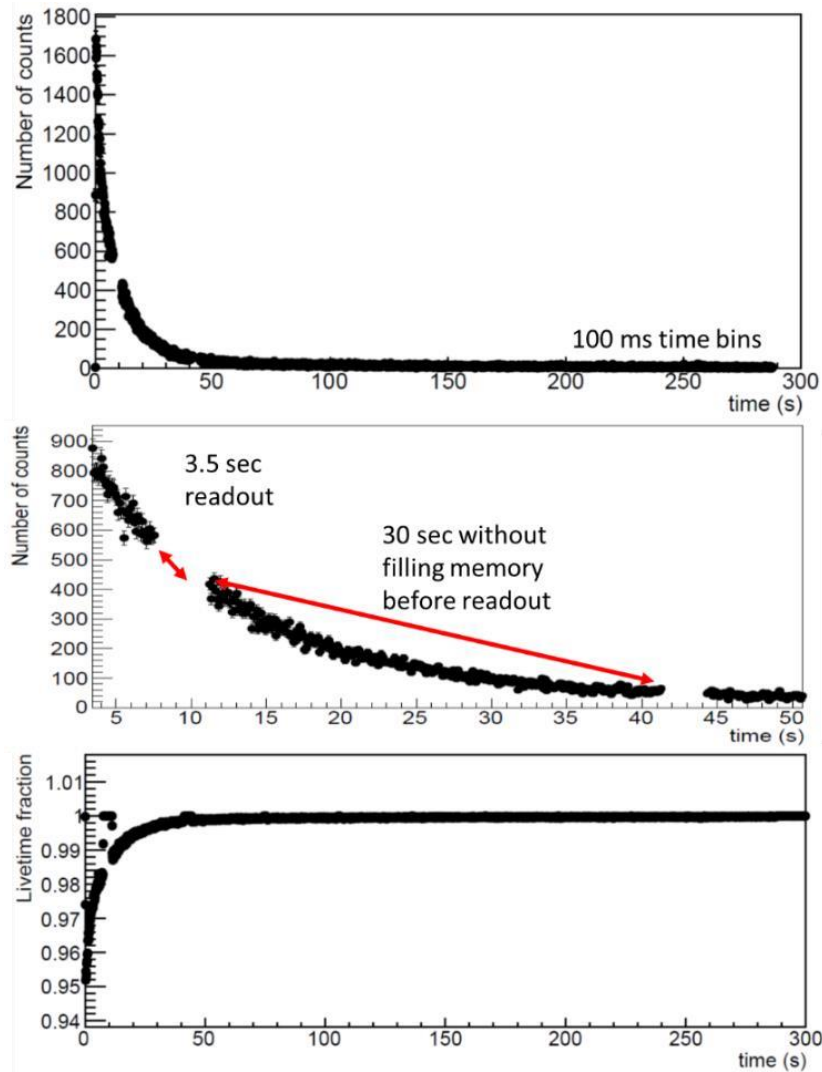 Number of counts
1800
1600
1400
1200
1000
800
600
400
200
0
100 ms time bins
0 50 100 150 200 250 300
time (s)
Number of counts
900
800
700
600
500
400
300
200
100
0
3.5 sec
readout
30 sec without
filling memory
before readout
5 10 15 20 25 30 35 40 45 50
time (s)
Livetime fraction
1.01
1
0.99
0.98
0.97
0.96
0.95
0.94
0 50 100 150 200 250 300
time (s)